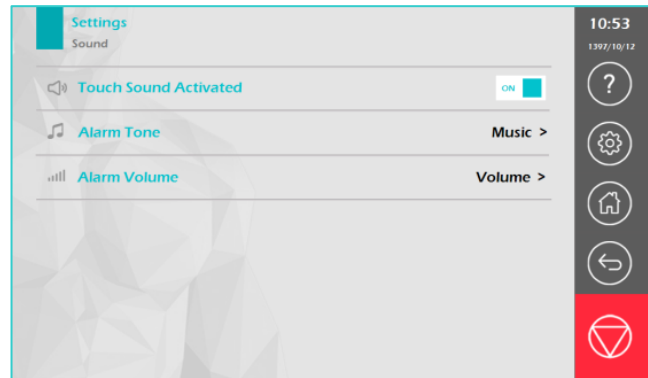 Settings
Sound
Touch Sound Activated
ON
Alarm Tone
Music >
Alarm Volume
Volume >
10:53
1397/10/12
?